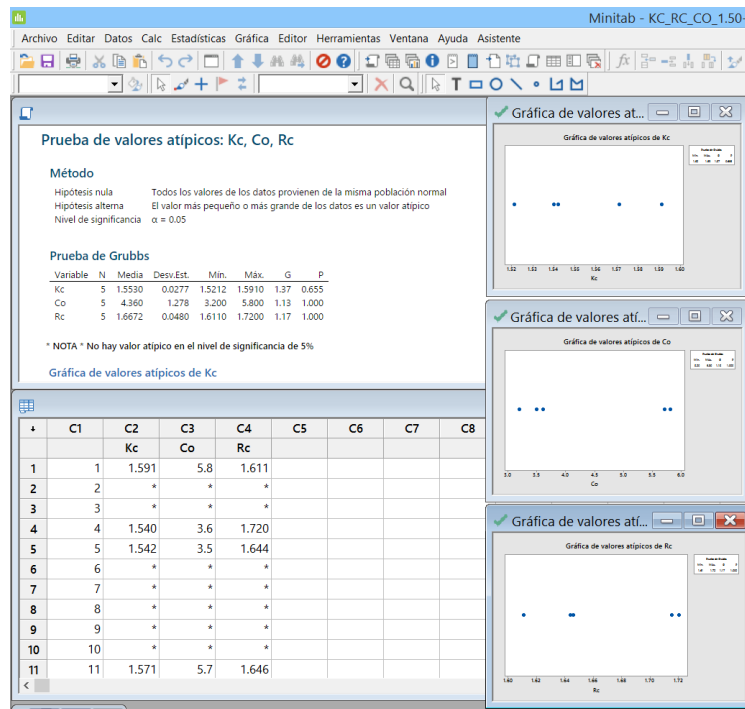 Minitab - KC_RC_CO_1.50-
Archivo Editar Datos Calc Estadísticas Gráfica Editor Herramientas Ventana Ayuda Asistente
Prueba de valores atípicos: Kc, Co, Rc
Método
Hipótesis nula Todos los valores de los datos provienen de la misma población normal
Hipótesis alterna El valor más pequeño o más grande de los datos es un valor atípico
Nivel de significancia α = 0.05
Prueba de Grubbs
Variable N Media Desv.Est. Mín. Máx. G P
Kc 5 1.5530 0.0277 1.5212 1.5910 1.37 0.655
Co 5 4.360 1.278 3.200 5.800 1.13 1.000
Rc 5 1.6672 0.0480 1.6110 1.7200 1.17 1.000
* NOTA * No hay valor atípico en el nivel de significancia de 5%
Gráfica de valores atípicos de Kc
C1 C2 C3 C4 C5 C6 C7 C8
Kc Co Rc
1 1 1.591 5.8 1.611
2 2 * * *
3 3 * * *
4 4 1.540 3.6 1.720
5 5 1.542 3.5 1.644
6 6 * * *
7 7 * * *
8 8 * * *
9 9 * * *
10 10 * * *
11 11 1.571 5.7 1.646
Gráfica de valores at...
Gráfica de valores atípicos de Kc
1.52 1.53 1.54 1.55 1.56 1.57 1.58 1.59 1.60
Kc
Gráfica de valores atí...
Gráfica de valores atípicos de Co
3.0 3.5 4.0 4.5 5.0 5.5 6.0
Co
Gráfica de valores atí...
Gráfica de valores atípicos de Rc
1.60 1.62 1.64 1.66 1.68 1.70 1.72
Rc